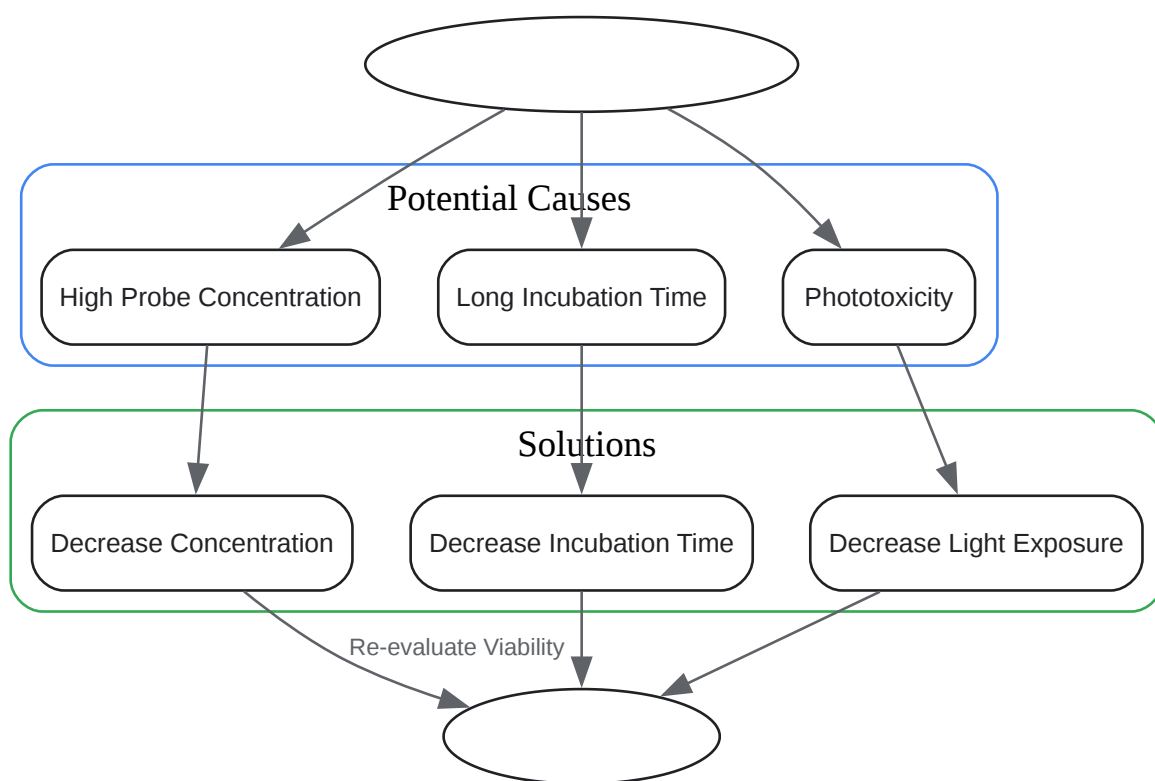 Potential Causes
High Probe Concentration
Long Incubation Time
Phototoxicity
Solutions
Decrease Concentration
Decrease Incubation Time
Decrease Light Exposure
Re-evaluate Viability